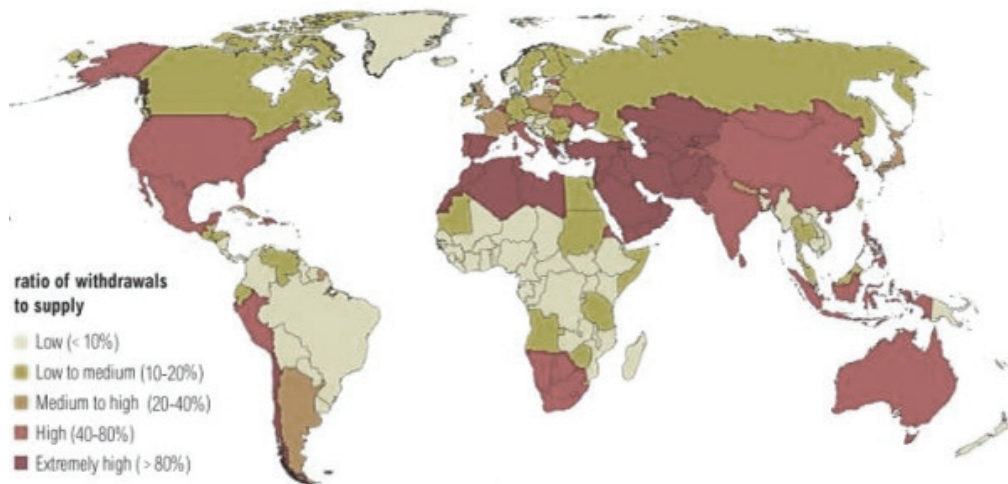 ratio of withdrawals
to supply
Low (< 10%)
Low to medium (10-20%)
Medium to high (20-40%)
High (40-80%)
Extremely high (> 80%)